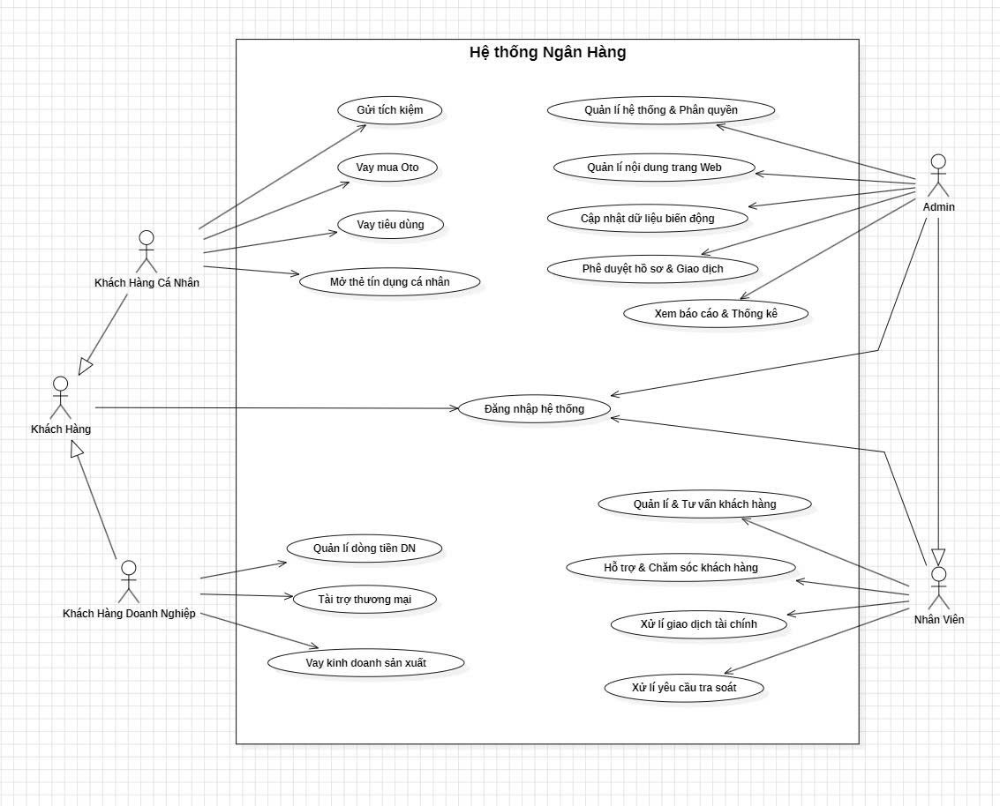 Hệ thống Ngân Hàng
Gửi tích kiệm
Quản lí hệ thống & Phân quyền
Vay mua Oto
Quản lí nội dung trang Web
Admin
Vay tiêu dùng
Cập nhật dữ liệu biến động
Phê duyệt hồ sơ & Giao dịch
Khách Hàng Cá Nhân
Mở thẻ tín dụng cá nhân
Xem báo cáo & Thống kê
Đăng nhập hệ thống
Khách Hàng
Quản lí & Tư vấn khách hàng
Quản lí dòng tiền DN
Hỗ trợ & Chăm sóc khách hàng
Tài trợ thương mại
Khách Hàng Doanh Nghiệp
Nhân Viên
Xử lí giao dịch tài chính
Vay kinh doanh sản xuất
Xử lí yêu cầu tra soát